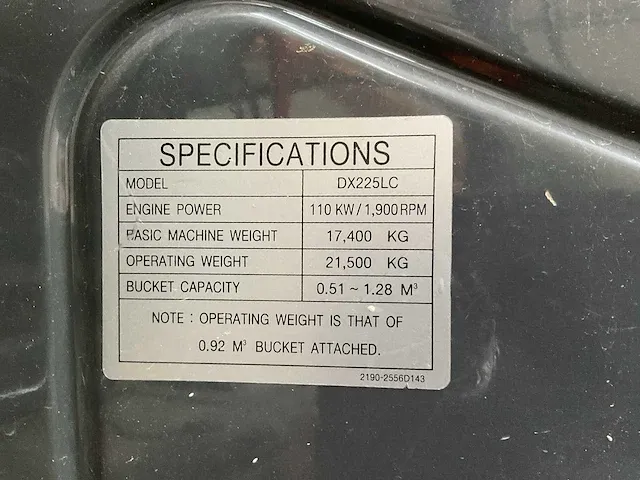 SPECIFICATIONS
MODEL DX225LC
ENGINE POWER 110 KW/1,900RPM
BASIC MACHINE WEIGHT 17,400 KG
OPERATING WEIGHT 21,500 KG
BUCKET CAPACITY 0.51 ~ 1.28 M³
NOTE : OPERATING WEIGHT IS THAT OF
0.92 M³ BUCKET ATTACHED.
2190-2556D143